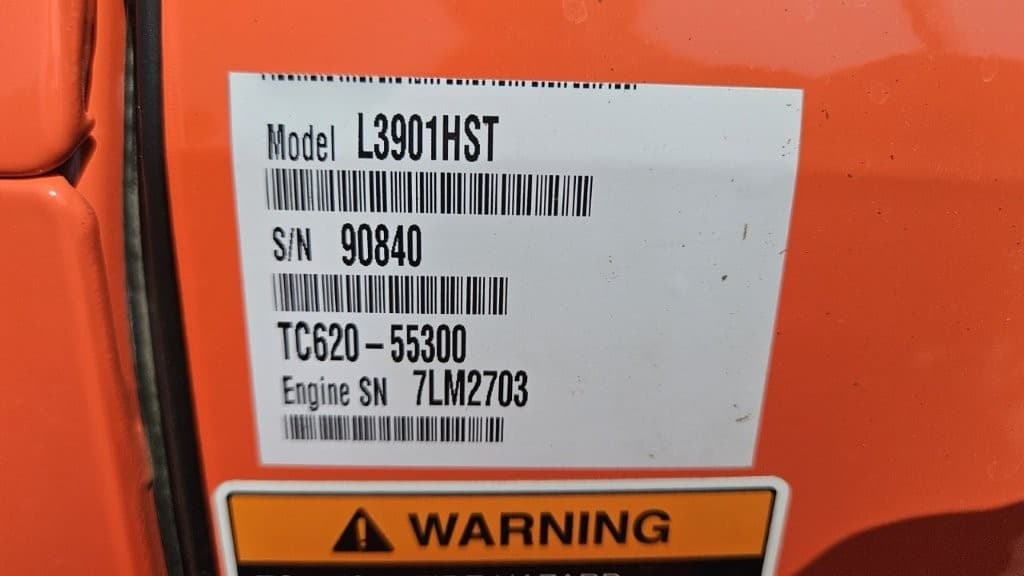 Model L3901HST
S/N 90840
TC620-55300
Engine SN 7LM2703
WARNING